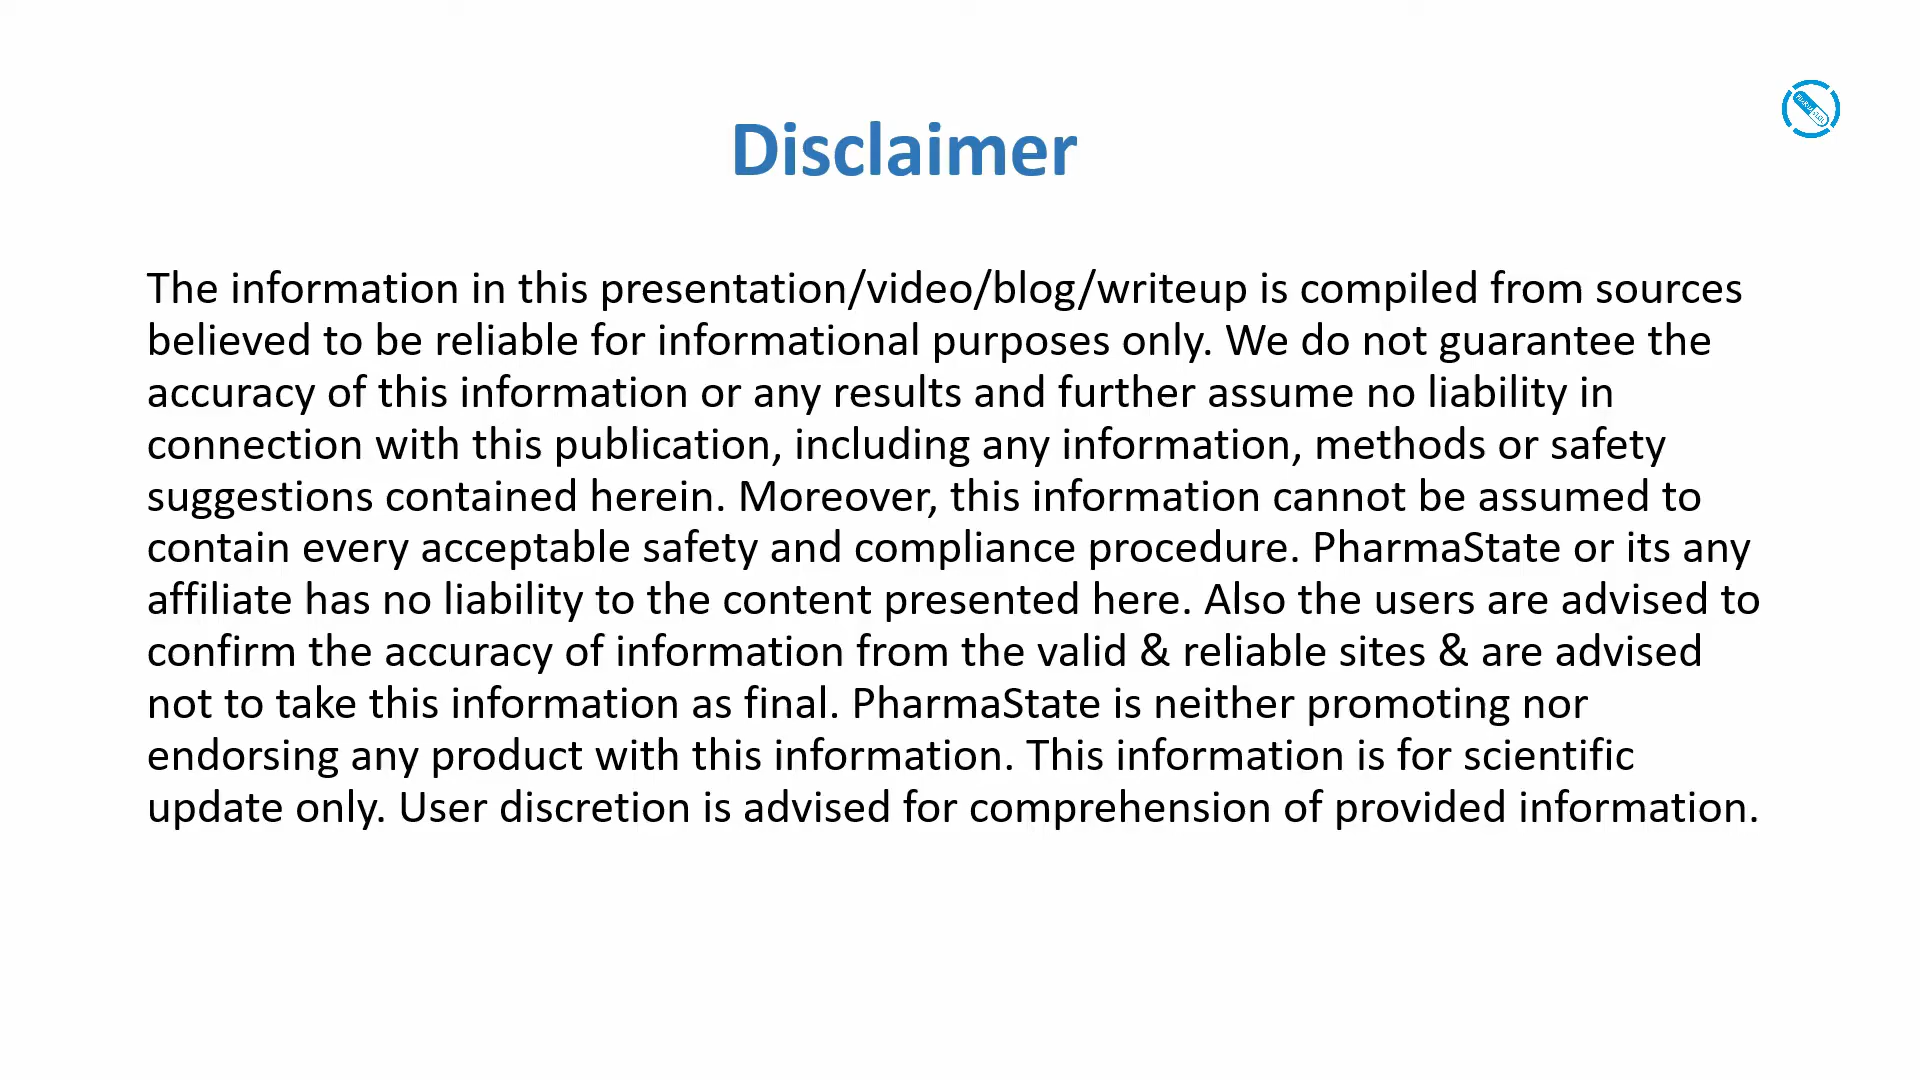 Disclaimer
The information in this presentation/video/blog/writeup is compiled from sources
believed to be reliable for informational purposes only. We do not guarantee the
accuracy of this information or any results and further assume no liability in
connection with this publication, including any information, methods or safety
suggestions contained herein. Moreover, this information cannot be assumed to
contain every acceptable safety and compliance procedure. PharmaState or its any
affiliate has no liability to the content presented here. Also the users are advised to
confirm the accuracy of information from the valid & reliable sites & are advised
not to take this information as final. PharmaState is neither promoting nor
endorsing any product with this information. This information is for scientific
update only. User discretion is advised for comprehension of provided information.